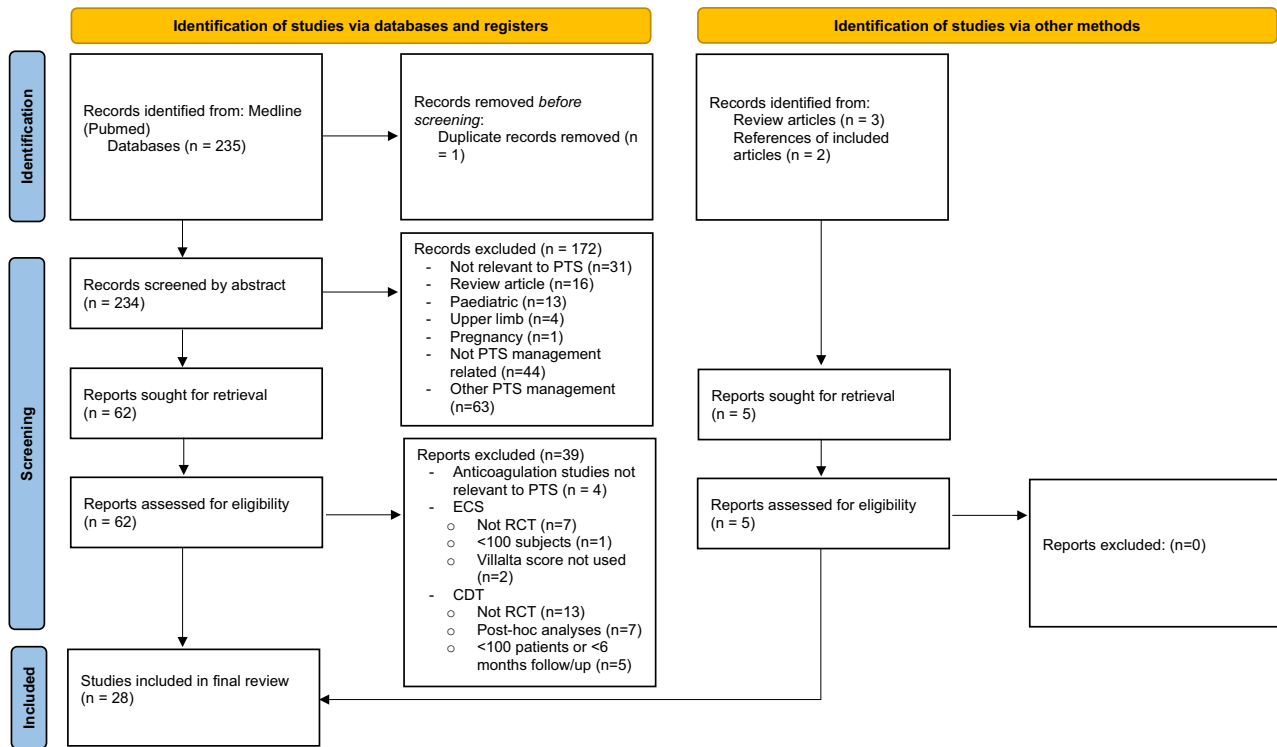 Identification of studies via databases and registers
Identification of studies via other methods
Identification
Records identified from: Medline
(Pubmed)
Databases (n = 235)
Records removed before
screening:
Duplicate records removed (n
= 1)
Records identified from:
Review articles (n = 3)
References of included
articles (n = 2)
Screening
Records screened by abstract
(n = 234)
Records excluded (n = 172)
- Not relevant to PTS (n=31)
- Review article (n=16)
- Paediatric (n=13)
- Upper limb (n=4)
- Pregnancy (n=1)
- Not PTS management
related (n=44)
- Other PTS management
(n=63)
Reports sought for retrieval
(n = 62)
Reports sought for retrieval
(n = 5)
Reports assessed for eligibility
(n = 62)
Reports excluded (n=39)
- Anticoagulation studies not
relevant to PTS (n = 4)
- ECS
o Not RCT (n=7)
o <100 subjects (n=1)
o Villalta score not used
(n=2)
- CDT
o Not RCT (n=13)
o Post-hoc analyses (n=7)
o <100 patients or <6
months follow/up (n=5)
Reports assessed for eligibility
(n = 5)
Reports excluded: (n=0)
Included
Studies included in final review
(n = 28)